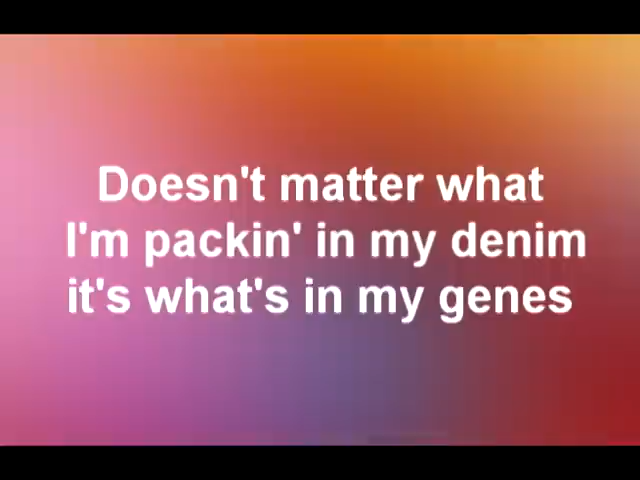 Doesn't matter what
I'm packin' in my denim
it's what's in my genes